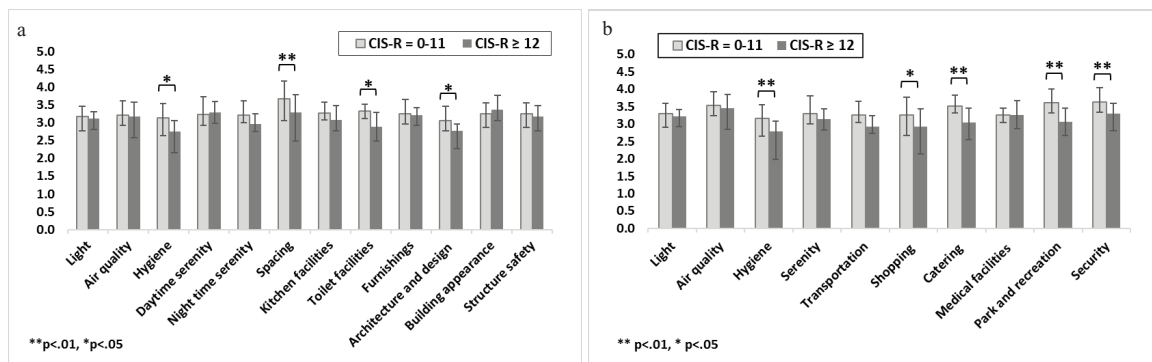 a
CIS-R = 0-11 CIS-R ≥ 12
5.0
4.5
4.0
3.5
3.0
2.5
2.0
1.5
1.0
0.5
0.0
* ** * *
Light
Air quality
Hygiene
Daytime serenity
Night time serenity
Spacing
Kitchen facilities
Toilet facilities
Furnishings
Architecture and design
Building appearance
Structure safety
**p<.01, *p<.05
b
CIS-R = 0-11 CIS-R ≥ 12
5.0
4.5
4.0
3.5
3.0
2.5
2.0
1.5
1.0
0.5
0.0
** * ** ** **
Light
Air quality
Hygiene
Serenity
Transportation
Shopping
Catering
Medical facilities
Park and recreation
Security
** p<.01, * p<.05